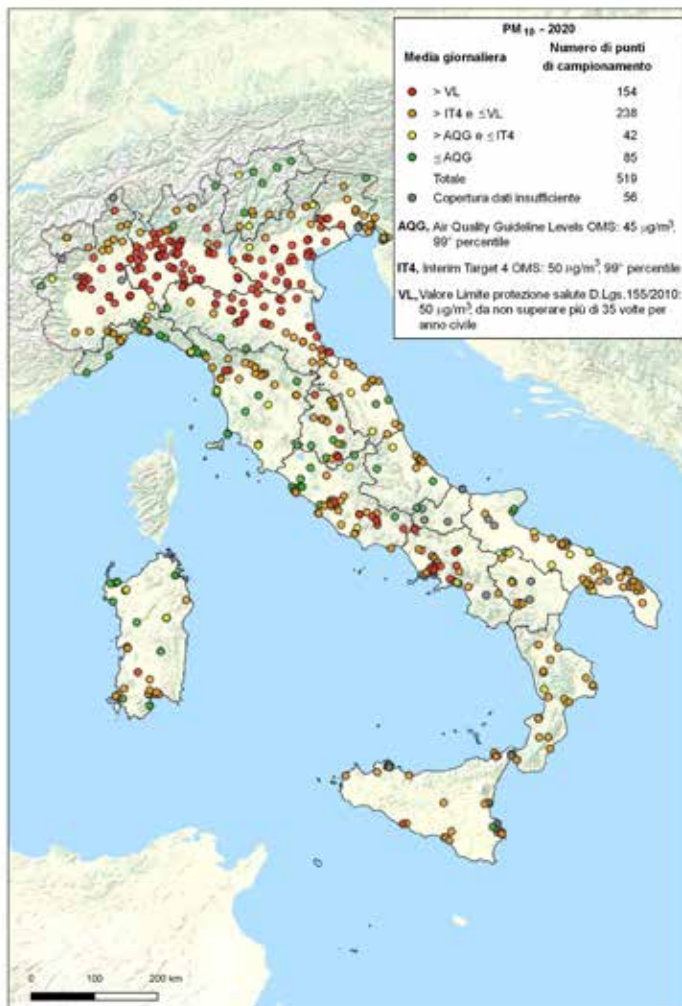 PM 10 - 2020
Media giornaliera
Numero di punti
di campionamento
> VL 154
> IT4 e ≤VL 238
> AQG e ≤ IT4 42
≤ AQG 85
Totale 519
Copertura dati insufficiente 56
AQG, Air Quality Guideline Levels OMS: 45 µg/m³,
99° percentile
IT4, Interim Target 4 OMS: 50 µg/m³, 99° percentile
VL, Valore Limite protezione salute D.Lgs.155/2010:
50 µg/m³; da non superare più di 35 volte per
anno civile
0 100 200 km